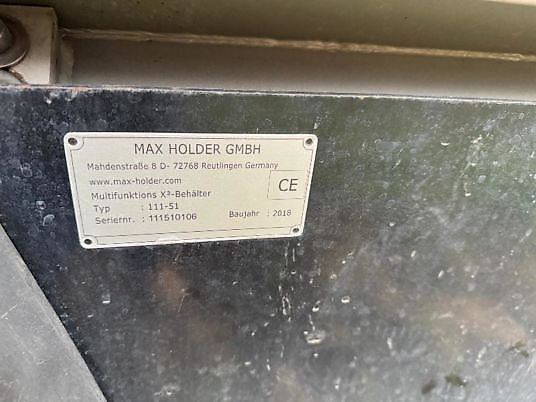 MAX HOLDER GMBH
Mahdenstraße 8 D- 72768 Reutlingen Germany
www.max-holder.com
CE
Multifunktions X²-Behälter
Typ : 111-51
Seriennr. : 111510106
Baujahr : 2018